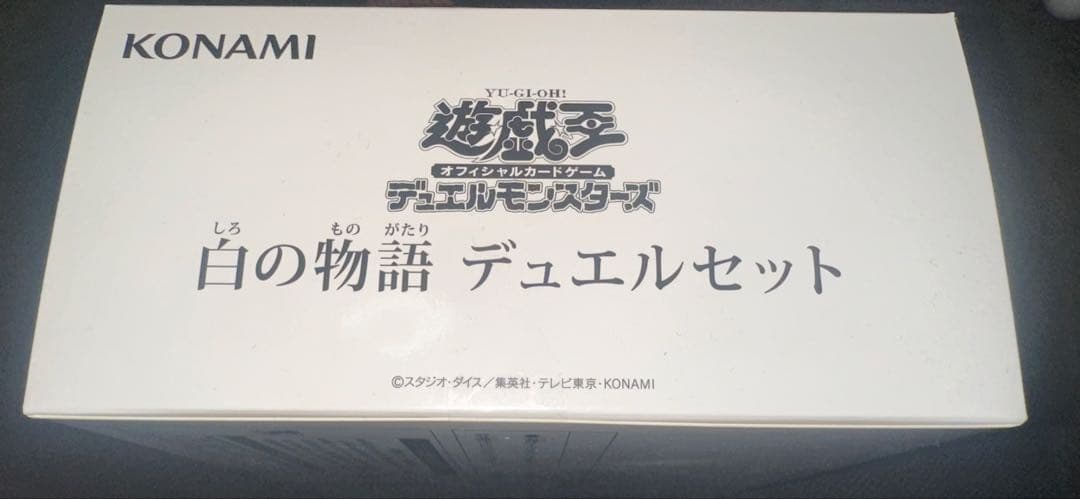 KONAMI
YU-GI-OH!
遊戯王
オフィシャルカードゲーム
デュエルモンスターズ
しろ もの がたり
白の物語 デュエルセット
©スタジオ・ダイス／集英社・テレビ東京・KONAMI